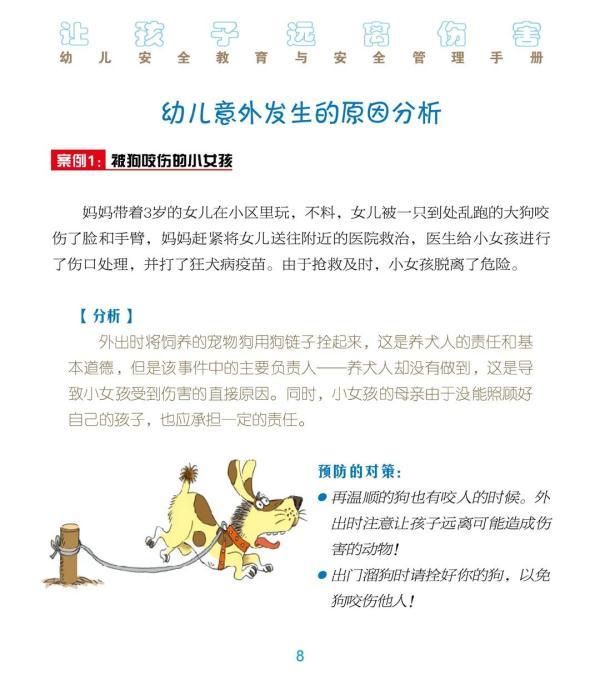 让孩子远离伤害
幼儿安全教育与安全管理手册
幼儿意外发生的原因分析
案例1：被狗咬伤的小女孩
妈妈带着3岁的女儿在小区里玩，不料，女儿被一只到处乱跑的大狗咬
伤了脸和手臂，妈妈赶紧将女儿送往附近的医院救治，医生给小女孩进行
了伤口处理，并打了狂犬病疫苗。由于抢救及时，小女孩脱离了危险。
【分析】
外出时将饲养的宠物狗用狗链子拴起来，这是养犬人的责任和基
本道德，但是该事件中的主要负责人——养犬人却没有做到，这是导
致小女孩受到伤害的直接原因。同时，小女孩的母亲由于没能照顾好
自己的孩子，也应承担一定的责任。
预防的对策：
●再温顺的狗也有咬人的时候。外
出时注意让孩子远离可能造成伤
害的动物！
●出门溜狗时请拴好你的狗，以免
狗咬伤他人！
8